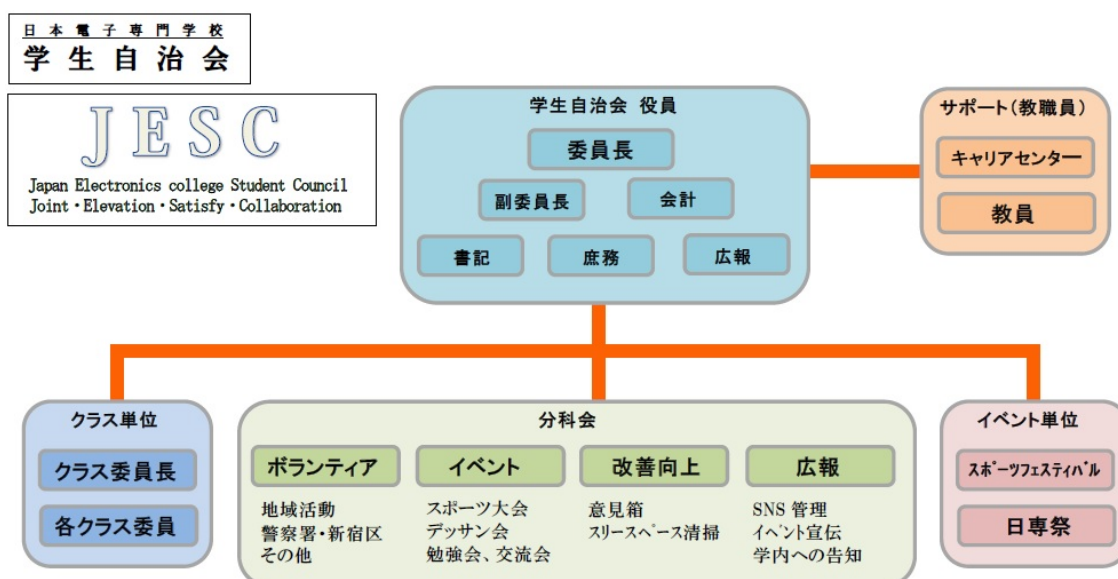 日本電子専門学校
学生自治会
JESC
Japan Electronics college Student Council
Joint・Elevation・Satisfy・Collaboration
学生自治会 役員
委員長
副委員長
会計
書記
庶務
広報
サポート(教職員)
キャリアセンター
教員
クラス単位
クラス委員長
各クラス委員
分科会
ボランティア
地域活動
警察署・新宿区
その他
イベント
スポーツ大会
デッサン会
勉強会、交流会
改善向上
意見箱
スリースペース清掃
広報
SNS 管理
イベント宣伝
学内への告知
イベント単位
スポーツフェスティバル
日専祭